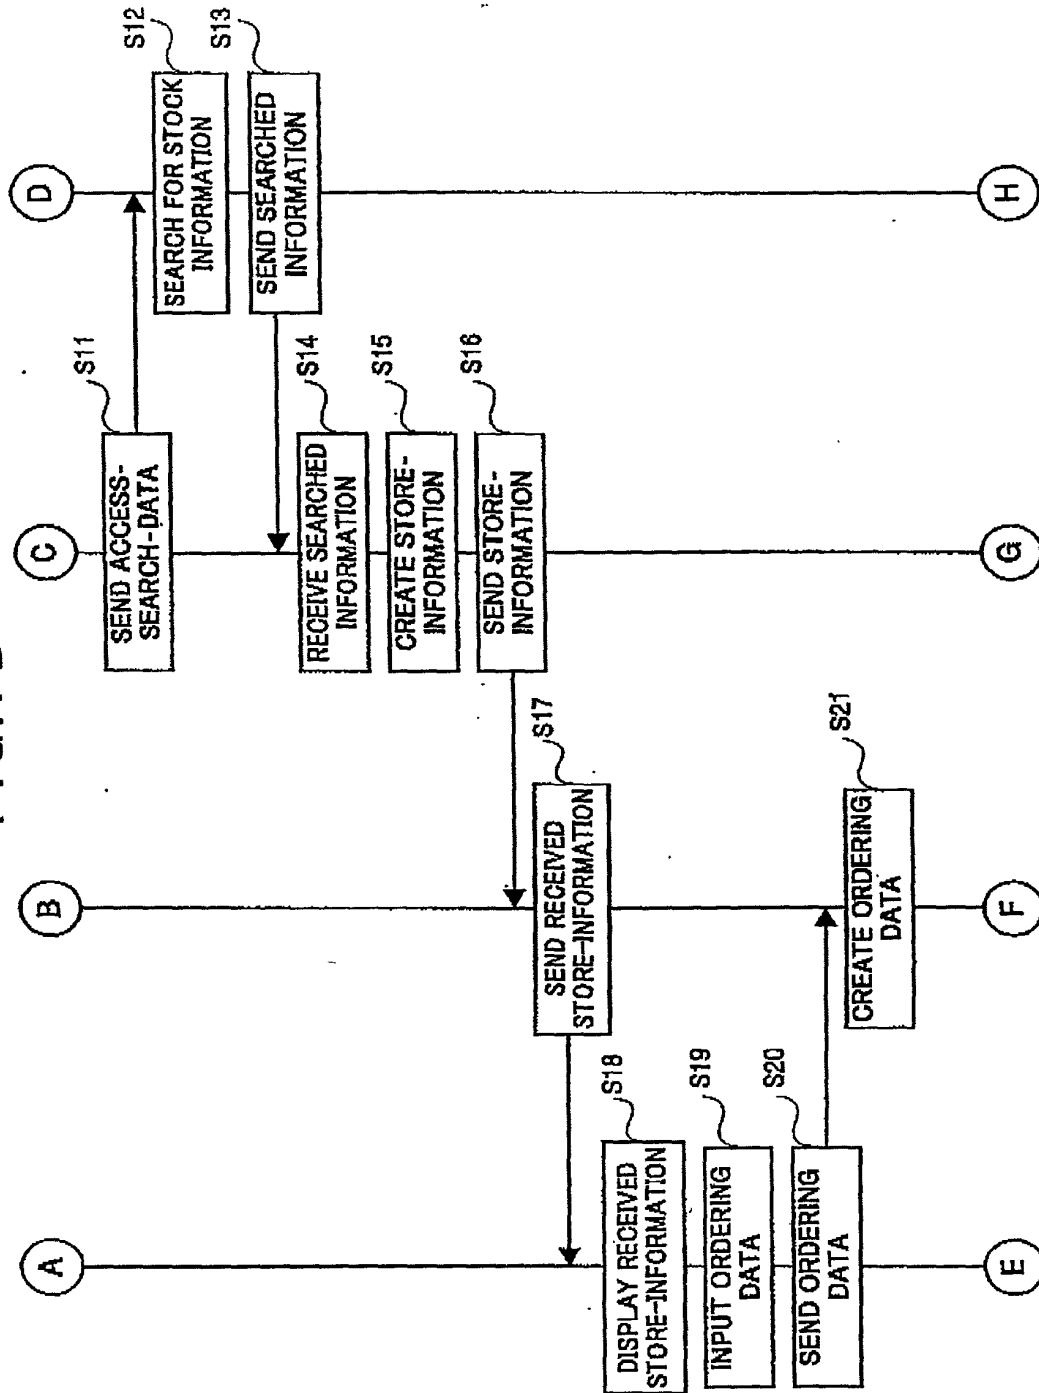 A
B
C
D
SEND ACCESS-
SEARCH-DATA
S11
SEARCH FOR STOCK
INFORMATION
S12
SEND SEARCHED
INFORMATION
S13
RECEIVE SEARCHED
INFORMATION
S14
CREATE STORE-
INFORMATION
S15
SEND STORE-
INFORMATION
S16
SEND RECEIVED
STORE-INFORMATION
S17
DISPLAY RECEIVED
STORE-INFORMATION
S18
INPUT ORDERING
DATA
S19
SEND ORDERING
DATA
S20
CREATE ORDERING
DATA
S21
E
F
G
H